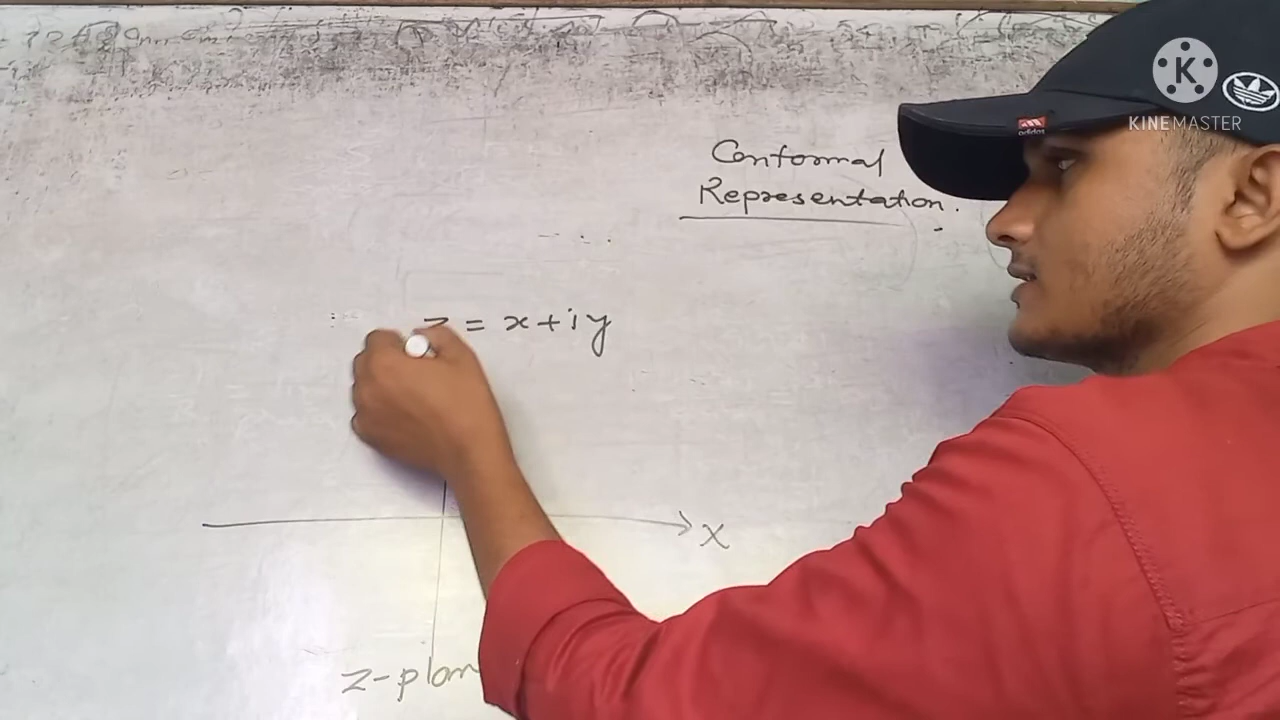 K
KINEMASTER
adidas
Conformal
Representation.
z = x+iy
X
z-plan